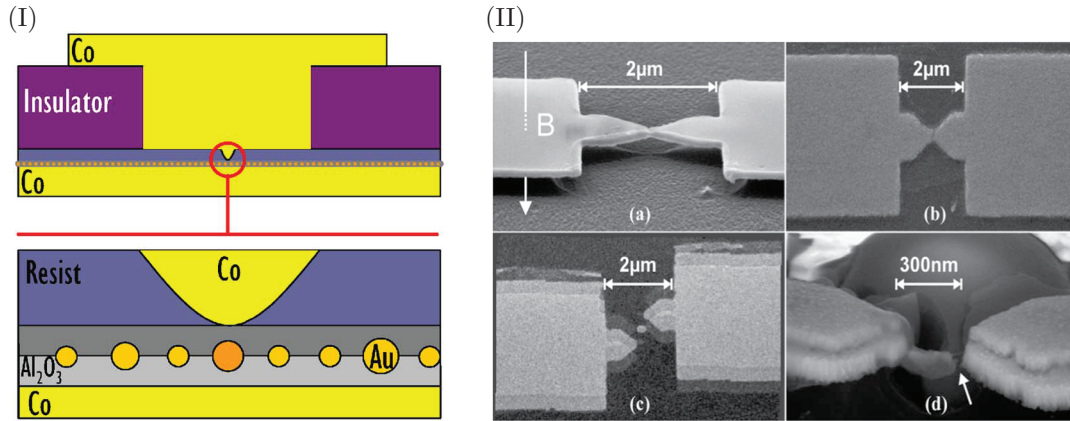 (I)
Co
Insulator
Co
Resist
Co
Au
Al₂O₃
Co
(II)
2μm
B
(a)
2μm
(b)
2μm
(c)
300nm
(d)